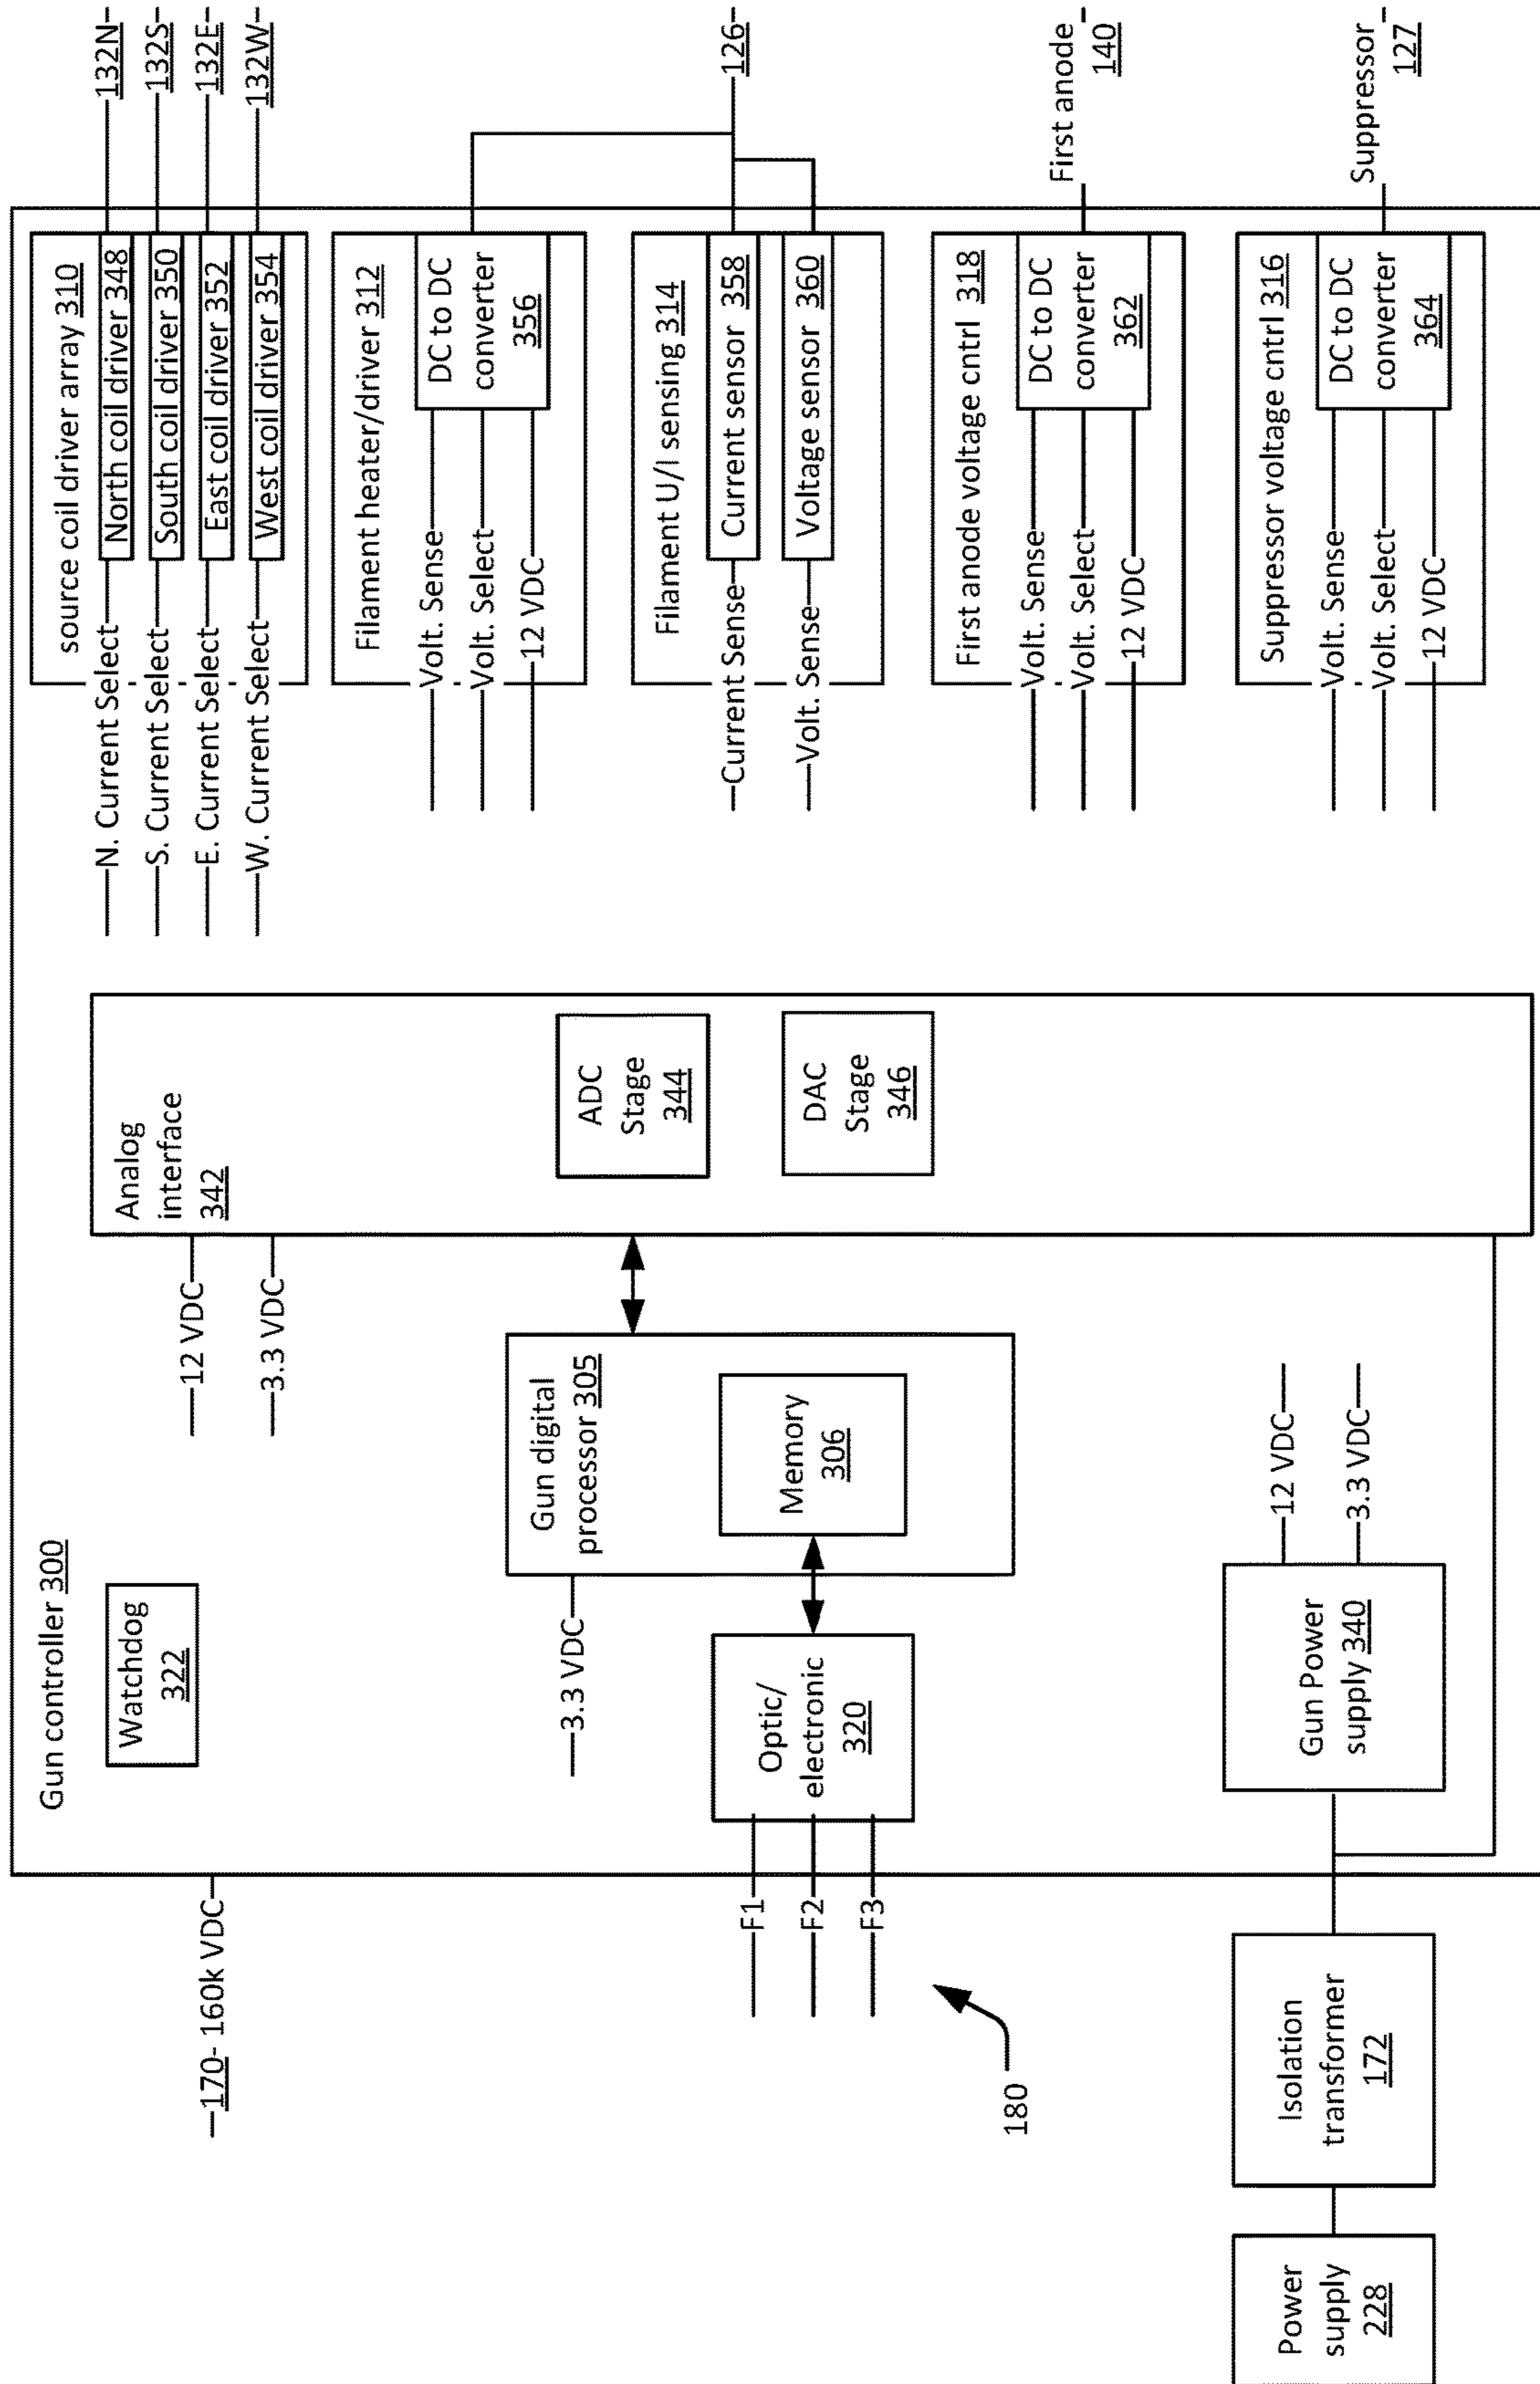 Gun controller 300
Watchdog
322
170- 160k VDC
F1
F2
F3
180
Optic/
electronic
320
3.3 VDC
Gun digital
processor 305
Memory
306
Power
supply
228
Isolation
transformer
172
Gun Power
supply 340
12 VDC
3.3 VDC
12 VDC
3.3 VDC
Analog
interface
342
ADC
Stage
344
DAC
Stage
346
source coil driver array 310
N. Current Select
North coil driver 348
132N
S. Current Select
South coil driver 350
132S
E. Current Select
East coil driver 352
132E
W. Current Select
West coil driver 354
132W
Filament heater/driver 312
Volt. Sense
Volt. Select
12 VDC
DC to DC
converter
356
Filament U/I sensing 314
Current Sense
Current sensor 358
Volt. Sense
Voltage sensor 360
126
First anode voltage cntrl 318
Volt. Sense
Volt. Select
12 VDC
DC to DC
converter
362
First anode
140
Suppressor voltage cntrl 316
Volt. Sense
Volt. Select
12 VDC
DC to DC
converter
364
Suppressor
127